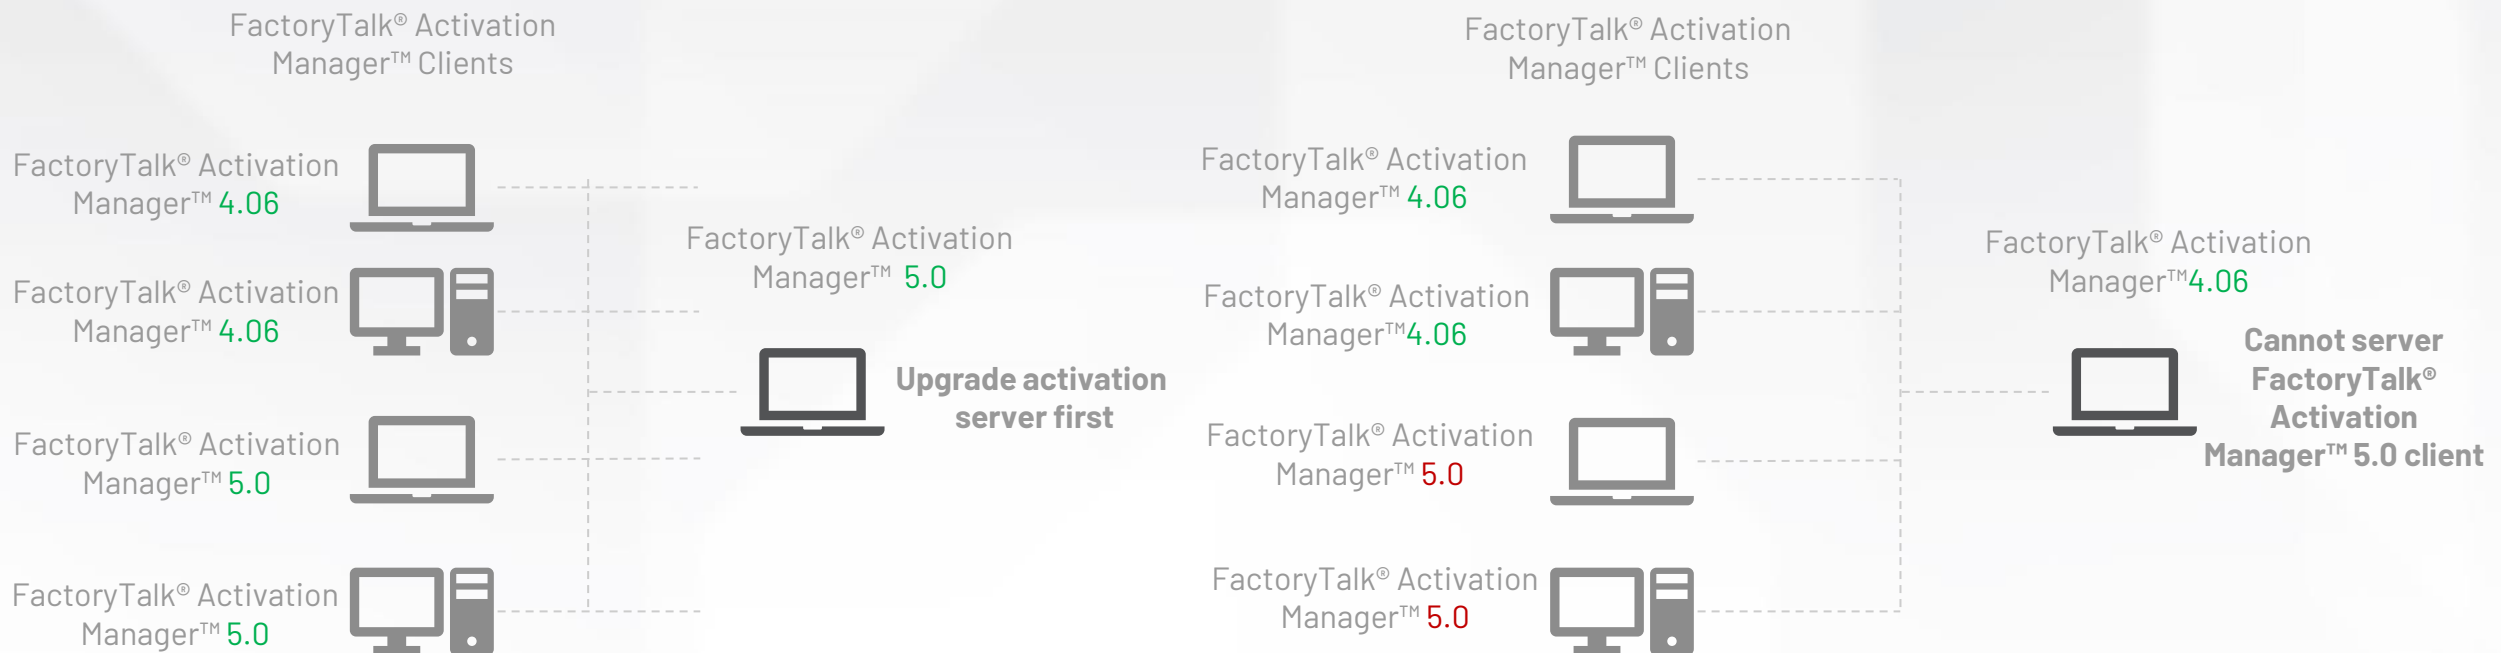 FactoryTalk® Activation
Manager™ Clients
FactoryTalk® Activation
Manager™ 4.06
FactoryTalk® Activation
Manager™ 4.06
FactoryTalk® Activation
Manager™ 5.0
FactoryTalk® Activation
Manager™ 5.0
FactoryTalk® Activation
Manager™ 5.0
Upgrade activation
server first
FactoryTalk® Activation
Manager™ Clients
FactoryTalk® Activation
Manager™ 4.06
FactoryTalk® Activation
Manager™4.06
FactoryTalk® Activation
Manager™ 5.0
FactoryTalk® Activation
Manager™ 5.0
FactoryTalk® Activation
Manager™4.06
Cannot server
FactoryTalk®
Activation
Manager™ 5.0 client